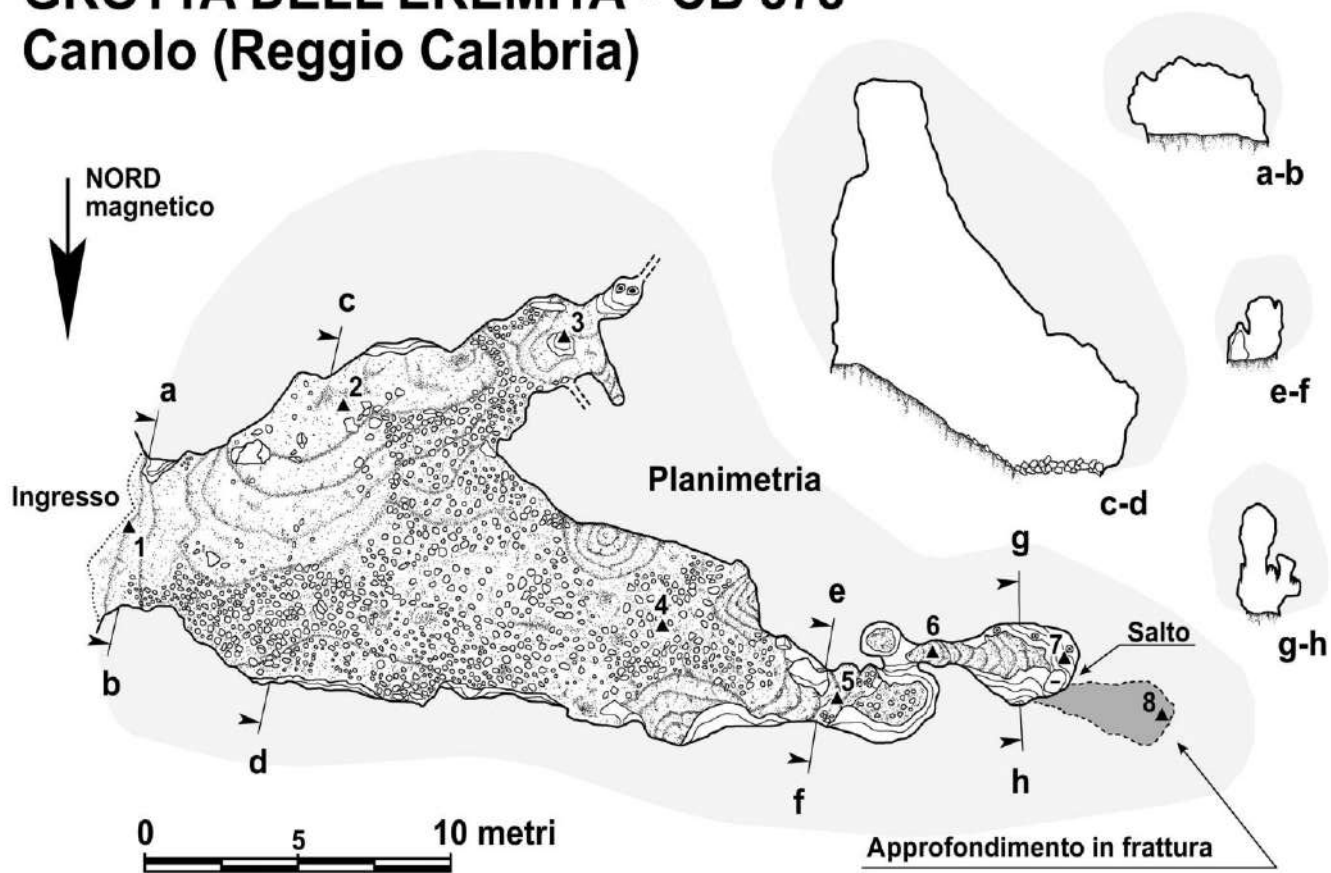 Canolo (Reggio Calabria)
NORD
magnetico
a-b
c
3
a
2
e-f
Ingresso
Planimetria
1
c-d
g
e
4
6
7
Salto
g-h
b
5
8
d
f
h
0 5 10 metri
Approfondimento in frattura